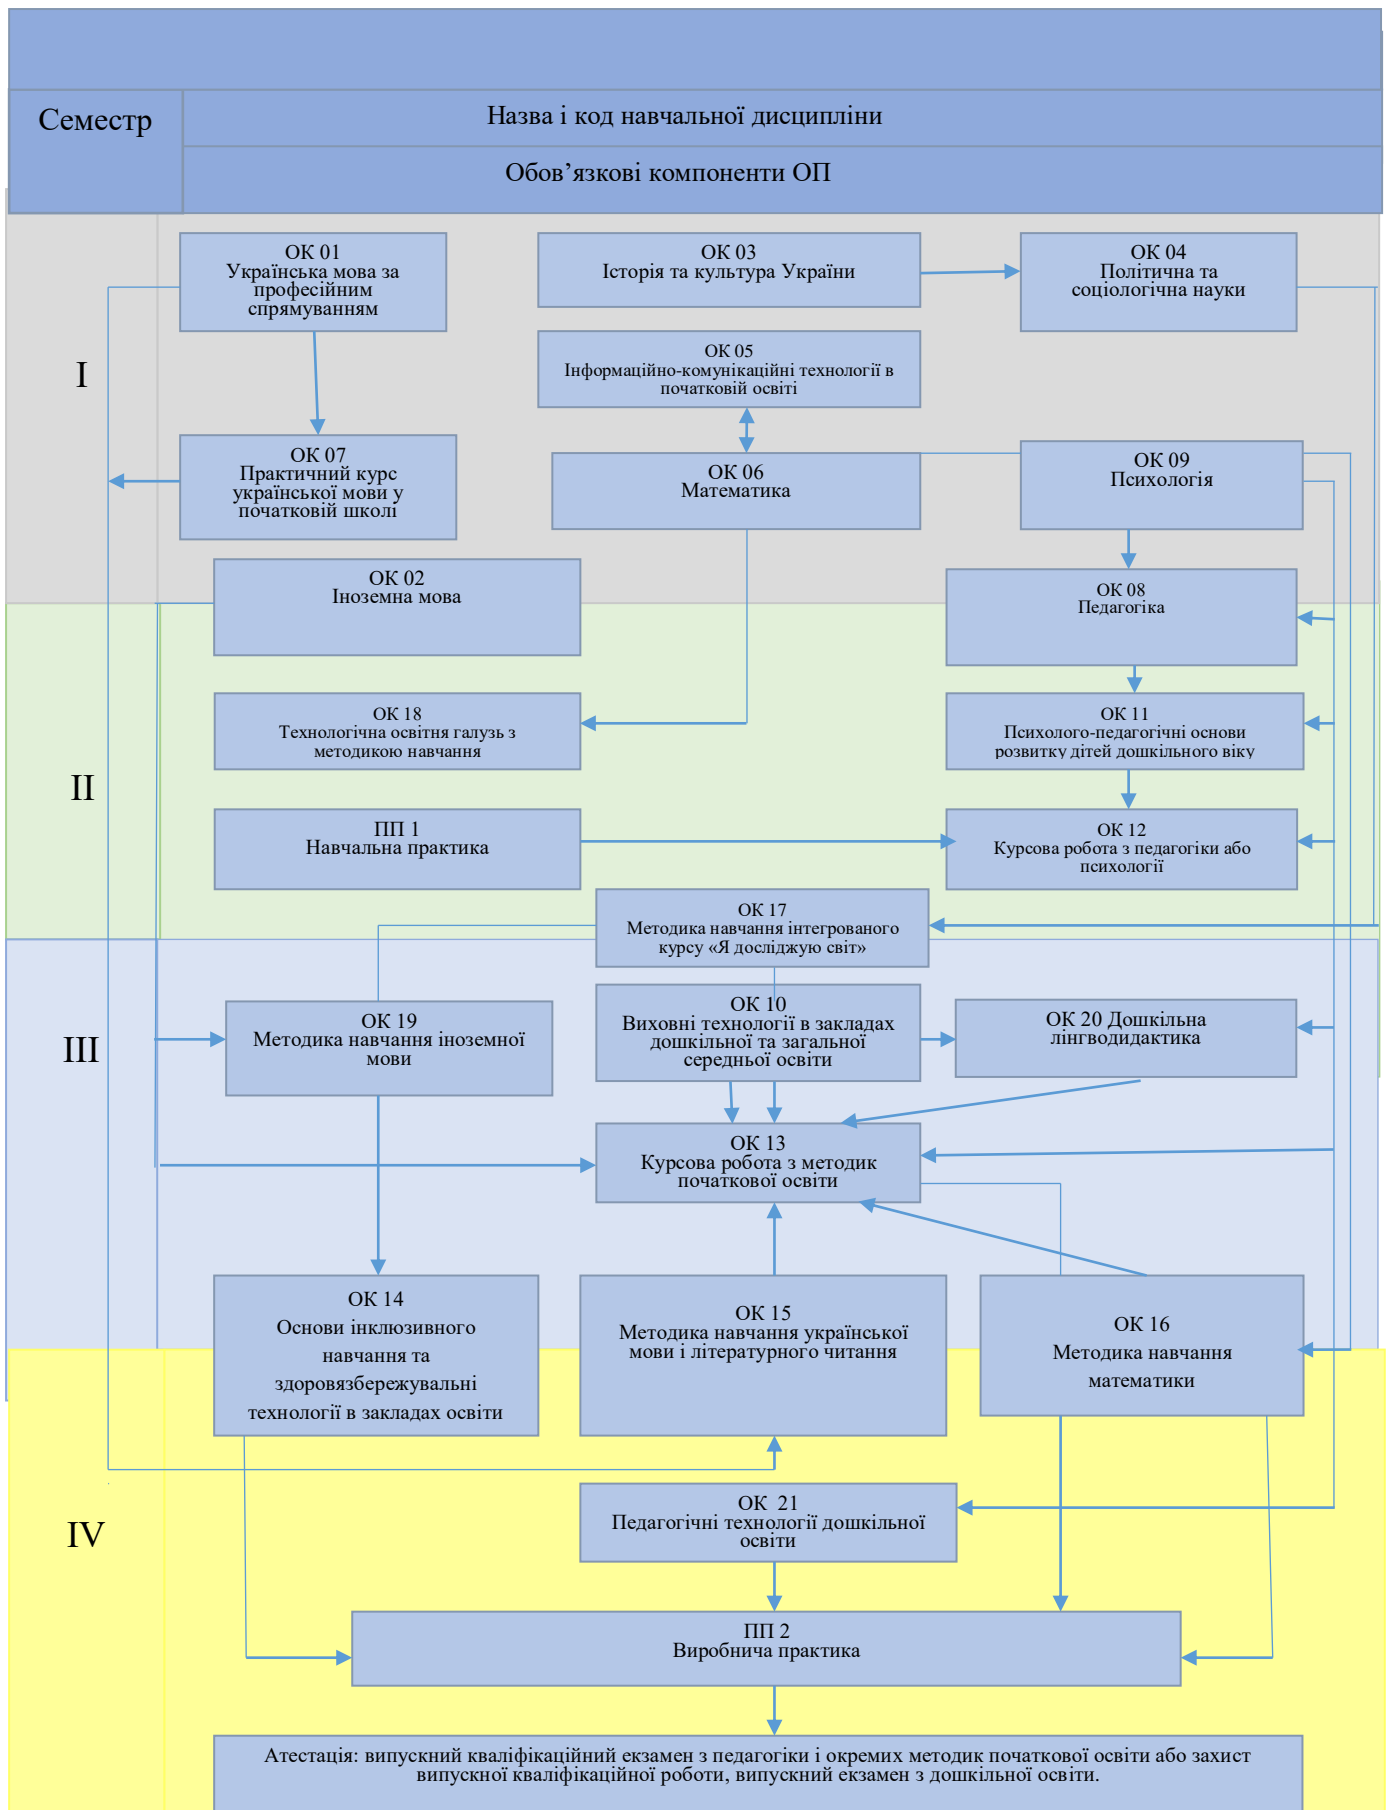 Семестр
Назва і код навчальної дисципліни
Обов’язкові компоненти ОП
I
ОК 01
Українська мова за
професійним
спрямуванням
ОК 03
Історія та культура України
ОК 04
Політична та
соціологічна науки
ОК 05
Інформаційно-комунікаційні технології в
початковій освіті
ОК 07
Практичний курс
української мови у
початковій школі
ОК 06
Математика
ОК 09
Психологія
ОК 02
Іноземна мова
ОК 08
Педагогіка
II
ОК 18
Технологічна освітня галузь з
методикою навчання
ОК 11
Психолого-педагогічні основи
розвитку дітей дошкільного віку
ПП 1
Навчальна практика
ОК 12
Курсова робота з педагогіки або
психології
ОК 17
Методика навчання інтегрованого
курсу «Я досліджую світ»
III
ОК 19
Методика навчання іноземної
мови
ОК 10
Виховні технології в закладах
дошкільної та загальної
середньої освіти
ОК 20 Дошкільна
лінгводидактика
ОК 13
Курсова робота з методик
початкової освіти
ОК 14
Основи інклюзивного
навчання та
здоровязбережувальні
технології в закладах освіти
ОК 15
Методика навчання української
мови і літературного читання
ОК 16
Методика навчання
математики
IV
ОК 21
Педагогічні технології дошкільної
освіти
ПП 2
Виробнича практика
Атестація: випускний кваліфікаційний екзамен з педагогіки і окремих методик початкової освіти або захист
випускної кваліфікаційної роботи, випускний екзамен з дошкільної освіти.